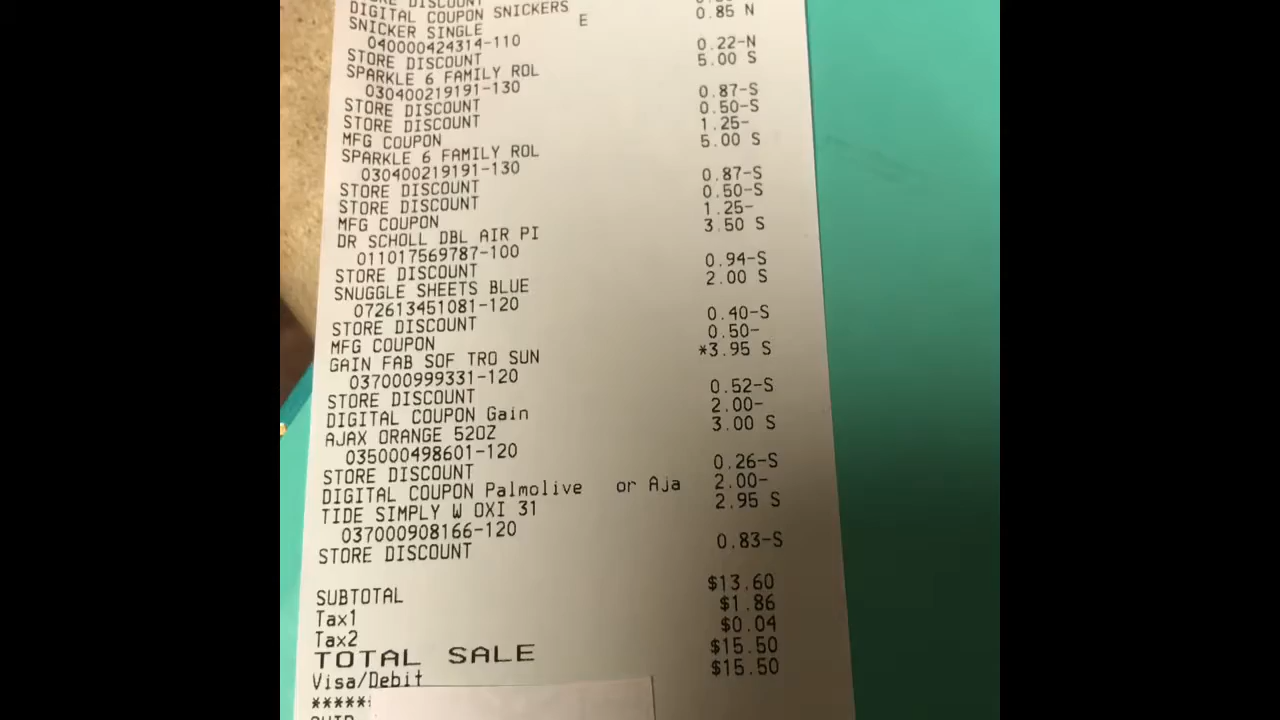 DISCOUNT
DIGITAL COUPON SNICKERS
SNICKER SINGLE E 0.85 N
040000424314-110
STORE DISCOUNT 0.22-N
SPARKLE 6 FAMILY ROL 5.00 S
030400219191-130
STORE DISCOUNT 0.87-S
STORE DISCOUNT 0.50-S
MFG COUPON 1.25-
SPARKLE 6 FAMILY ROL 5.00 S
030400219191-130
STORE DISCOUNT 0.87-S
STORE DISCOUNT 0.50-S
MFG COUPON 1.25-
DR SCHOLL DBL AIR PI 3.50 S
011017569787-100
STORE DISCOUNT 0.94-S
SNUGGLE SHEETS BLUE 2.00 S
072613451081-120
STORE DISCOUNT 0.40-S
MFG COUPON 0.50-
GAIN FAB SOF TRO SUN *3.95 S
037000999331-120
STORE DISCOUNT 0.52-S
DIGITAL COUPON Gain 2.00-
AJAX ORANGE 52OZ 3.00 S
035000498601-120
STORE DISCOUNT 0.26-S
DIGITAL COUPON Palmolive or Aja 2.00-
TIDE SIMPLY W OXI 31 2.95 S
037000908166-120
STORE DISCOUNT 0.83-S
SUBTOTAL $13.60
Tax1 $1.86
Tax2 $0.04
TOTAL SALE $15.50
Visa/Debit $15.50
*****